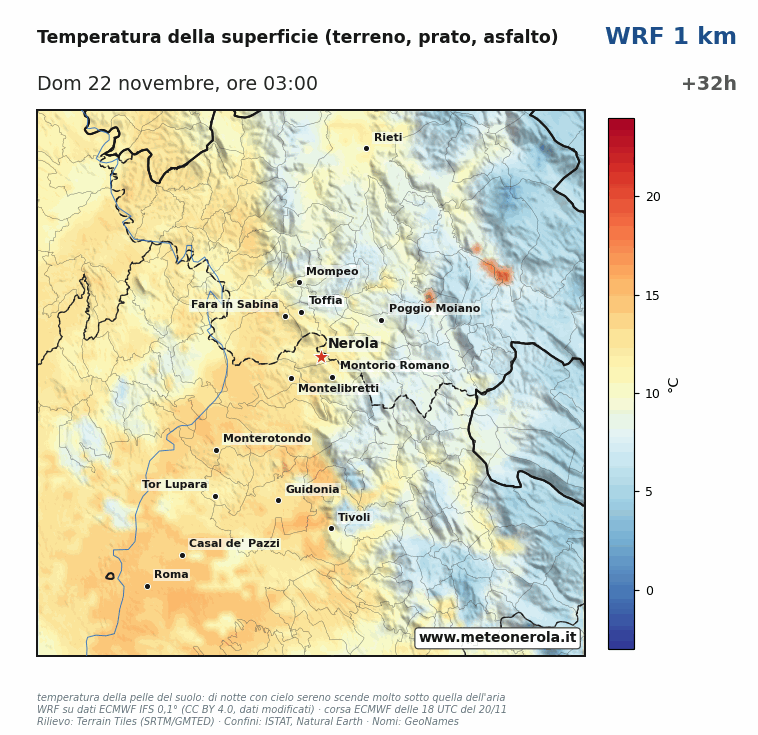 Temperatura della superficie (terreno, prato, asfalto)
WRF 1 km
Dom 22 novembre, ore 03:00
+32h
Rieti
Mompeo
Fara in Sabina
Toffia
Poggio Moiano
Nerola
Montorio Romano
Montelibretti
Monterotondo
Tor Lupara
Guidonia
Tivoli
Casal de' Pazzi
Roma
www.meteonerola.it
20
15
10
5
0
°C
temperatura della pelle del suolo: di notte con cielo sereno scende molto sotto quella dell'aria
WRF su dati ECMWF IFS 0,1° (CC BY 4.0, dati modificati) · corsa ECMWF delle 18 UTC del 20/11
Rilievo: Terrain Tiles (SRTM/GMTED) · Confini: ISTAT, Natural Earth · Nomi: GeoNames